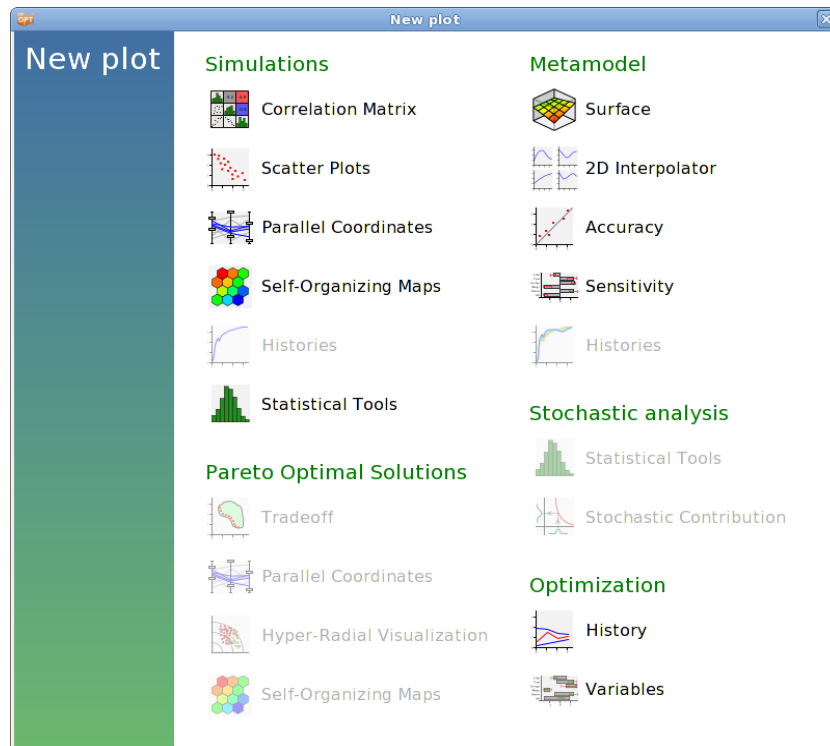 OPT
New plot
New plot
Simulations
Correlation Matrix
Scatter Plots
Parallel Coordinates
Self-Organizing Maps
Histories
Statistical Tools
Pareto Optimal Solutions
Tradeoff
Parallel Coordinates
Hyper-Radial Visualization
Self-Organizing Maps
Metamodel
Surface
2D Interpolator
Accuracy
Sensitivity
Histories
Stochastic analysis
Statistical Tools
Stochastic Contribution
Optimization
History
Variables